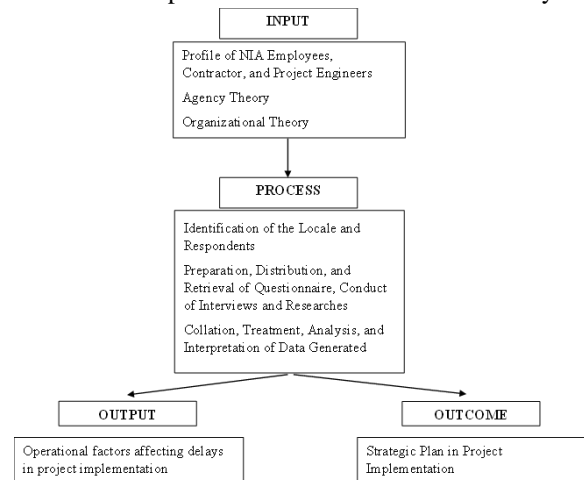 INPUT
Profile of NIA Employees,
Contractor, and Project Engineers
Agency Theory
Organizational Theory
PROCESS
Identification of the Locale and
Respondents
Preparation, Distribution, and
Retrieval of Questionnaire, Conduct
of Interviews and Researches
Collation, Treatment, Analysis, and
Interpretation of Data Generated
OUTPUT
Operational factors affecting delays
in project implementation
OUTCOME
Strategic Plan in Project
Implementation